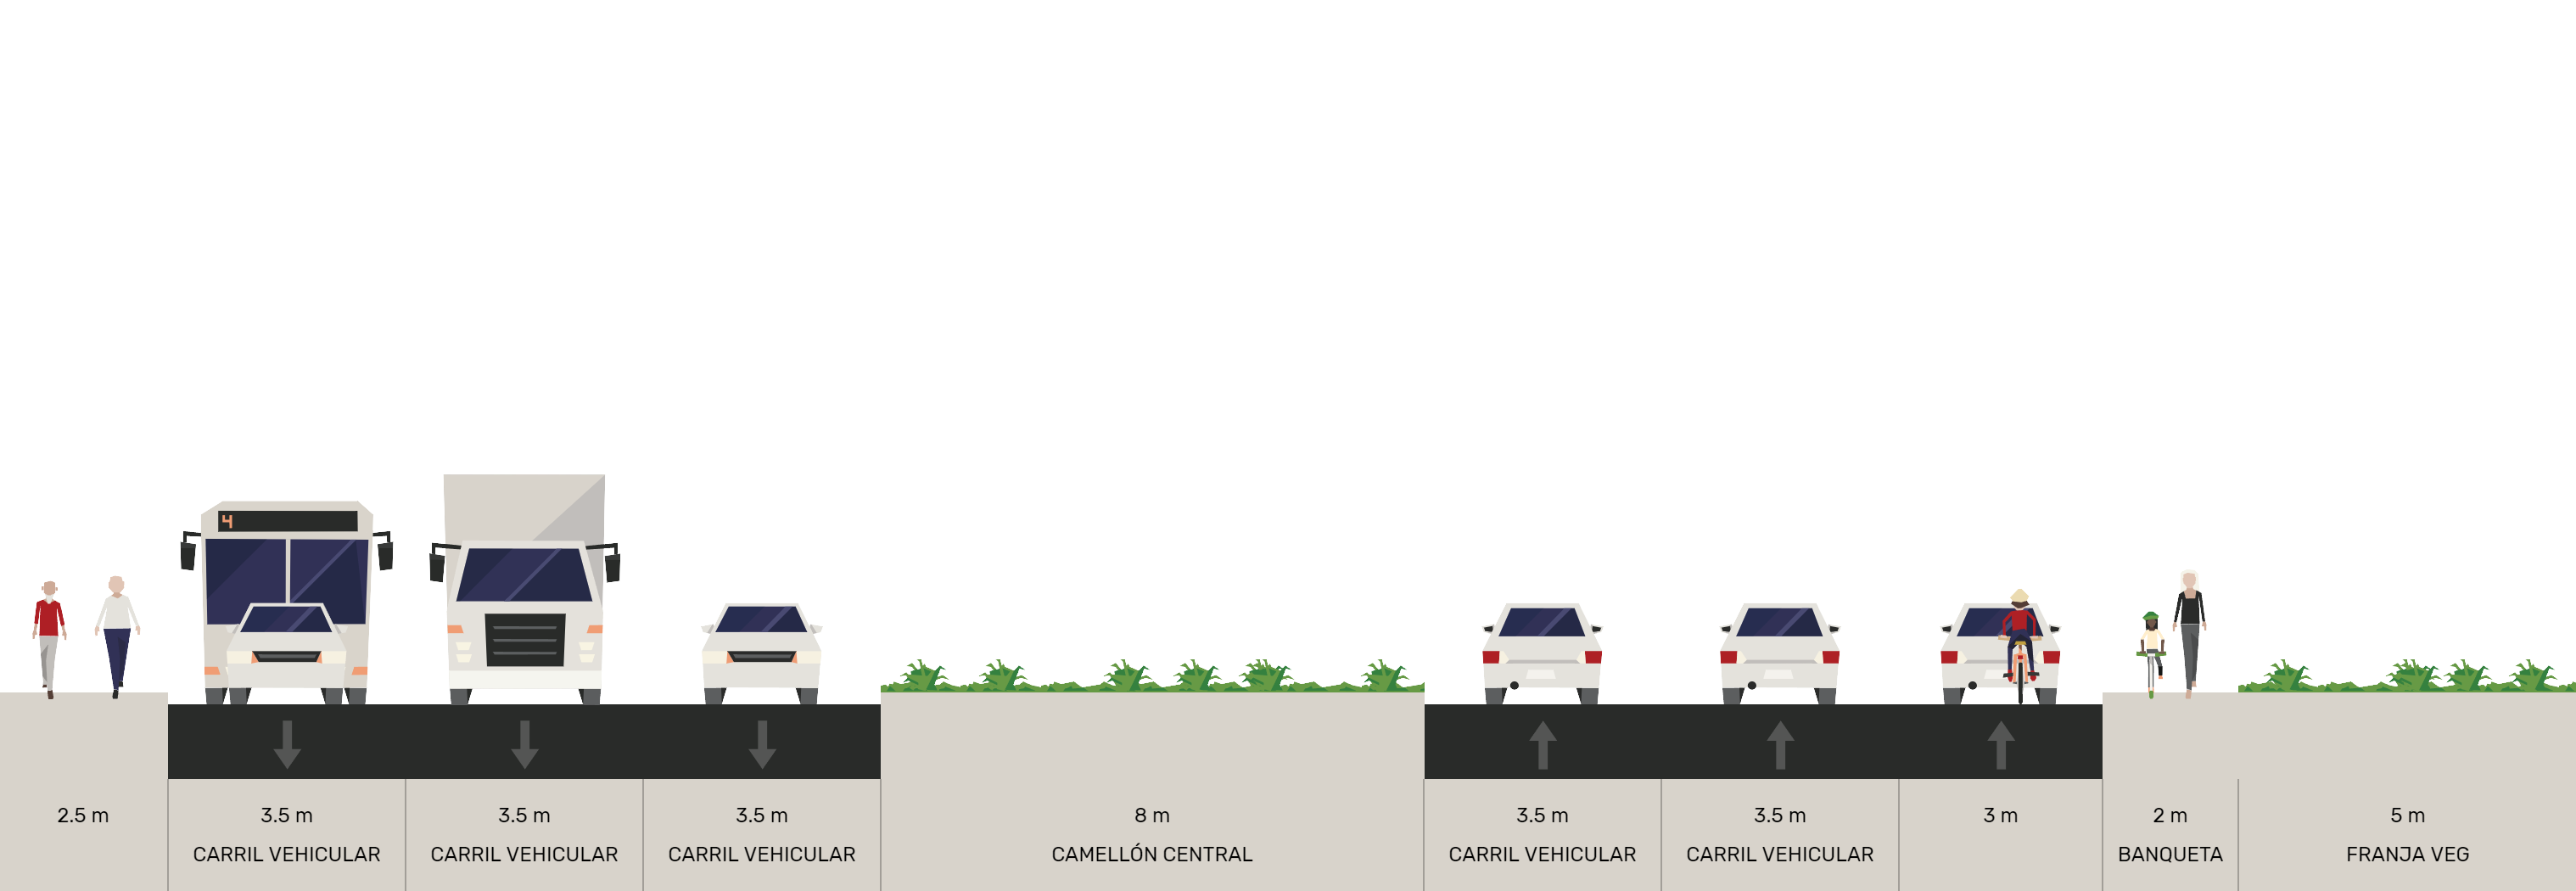 4
2.5 m
3.5 m
CARRIL VEHICULAR
3.5 m
CARRIL VEHICULAR
3.5 m
CARRIL VEHICULAR
8 m
CAMELLÓN CENTRAL
3.5 m
CARRIL VEHICULAR
3.5 m
CARRIL VEHICULAR
3 m
2 m
BANQUETA
5 m
FRANJA VEG